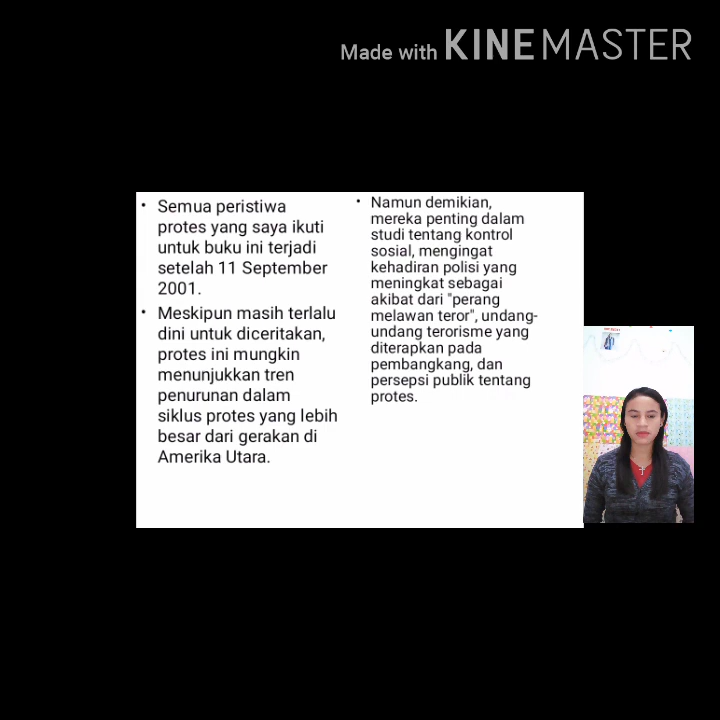 Made with KINEMASTER
• Semua peristiwa
protes yang saya ikuti
untuk buku ini terjadi
setelah 11 September
2001.
• Meskipun masih terlalu
dini untuk diceritakan,
protes ini mungkin
menunjukkan tren
penurunan dalam
siklus protes yang lebih
besar dari gerakan di
Amerika Utara.
• Namun demikian,
mereka penting dalam
studi tentang kontrol
sosial, mengingat
kehadiran polisi yang
meningkat sebagai
akibat dari "perang
melawan teror", undang-
undang terorisme yang
diterapkan pada
pembangkang, dan
persepsi publik tentang
protes.